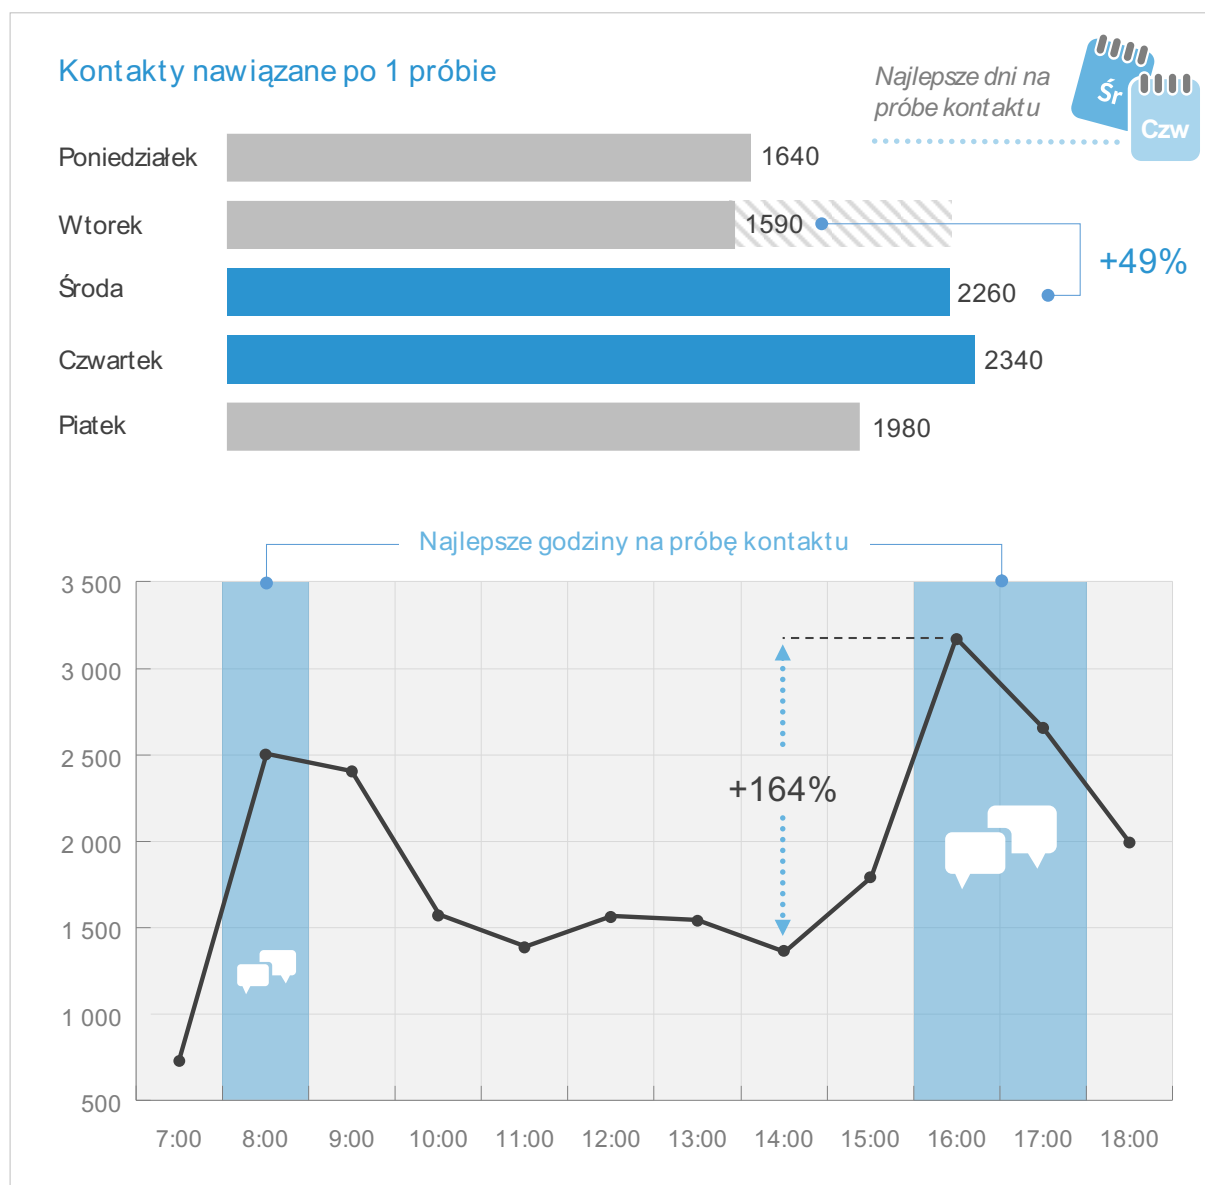 Kontakty nawiązane po 1 próbie
Najlepsze dni na
próbe kontaktu
Śr
Czw
Poniedziałek
1640
Wtorek
1590
Środa
2260
+49%
Czwartek
2340
Piatek
1980
Najlepsze godziny na próbę kontaktu
3 500
3 000
2 500
2 000
1 500
1 000
500
+164%
7:00 8:00 9:00 10:00 11:00 12:00 13:00 14:00 15:00 16:00 17:00 18:00